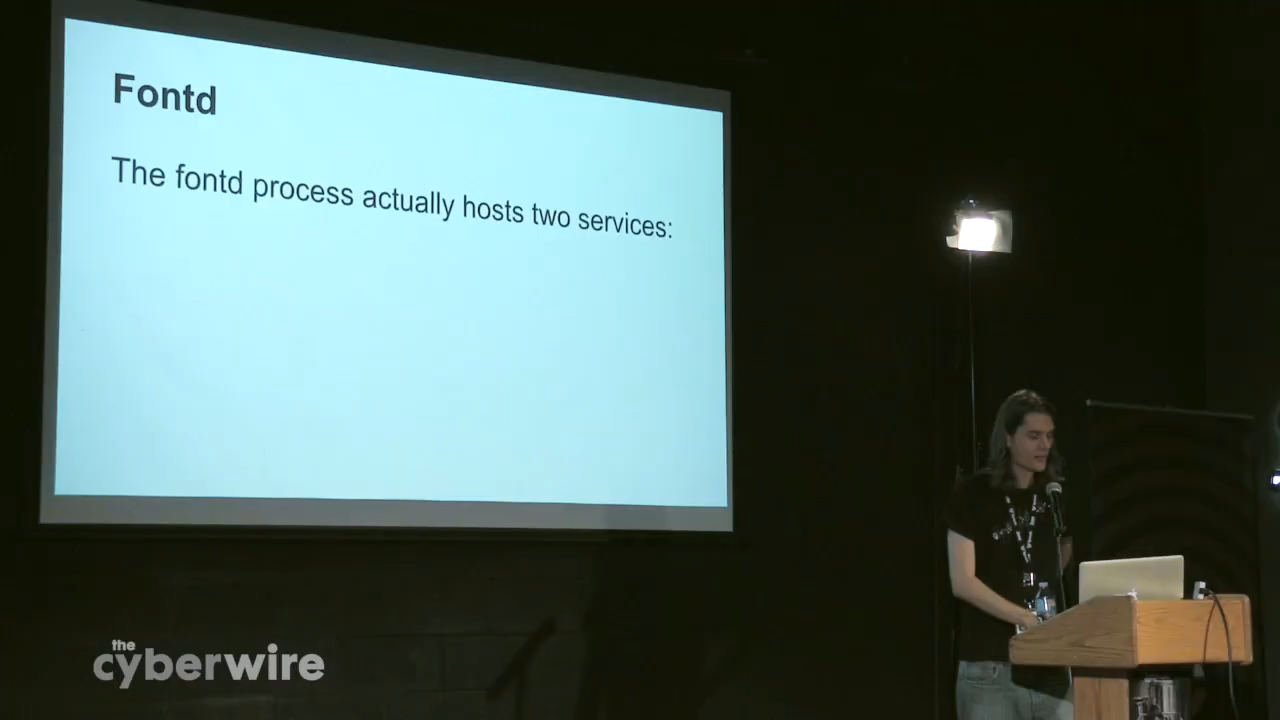 Fontd
The fontd process actually hosts two services:
the
cyberwire